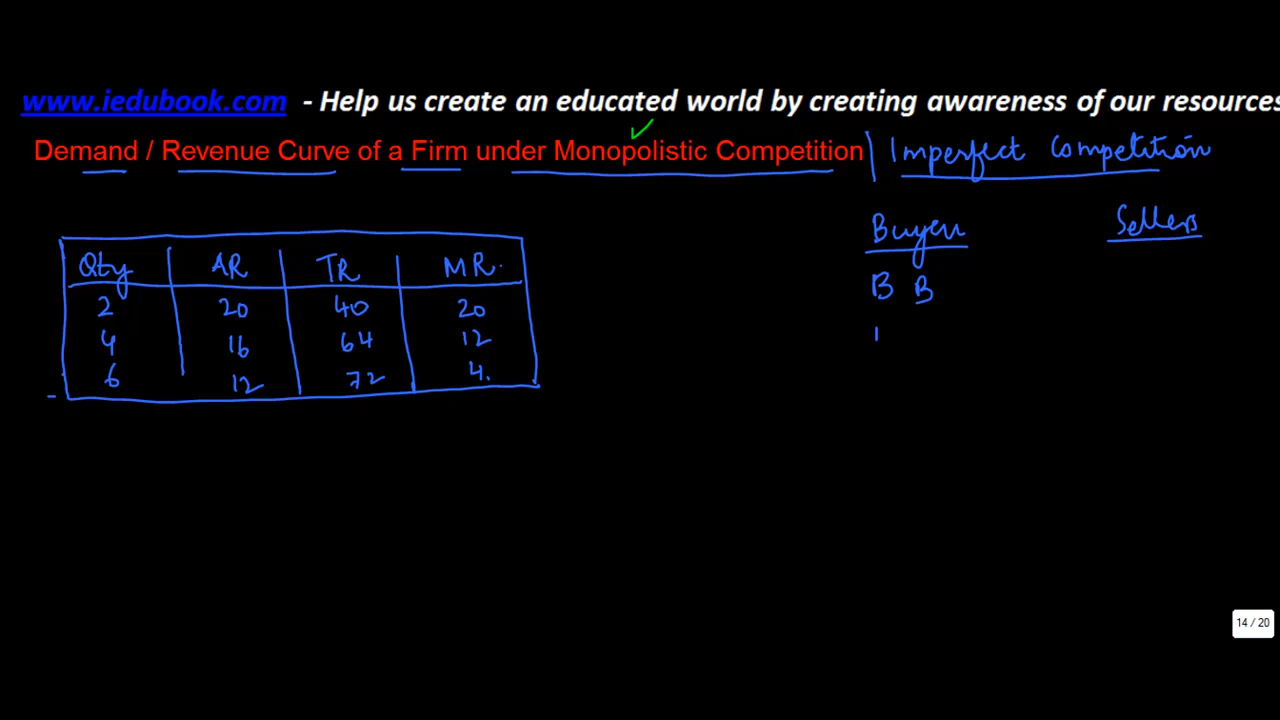 www.iedubook.com - Help us create an educated world by creating awareness of our resources
Demand / Revenue Curve of a Firm under Monopolistic Competition | Imperfect Competition
Buyer Sellers
B B
Qty AR TR MR
2 20 40 20
4 16 64 12
6 12 72 4.
14 / 20